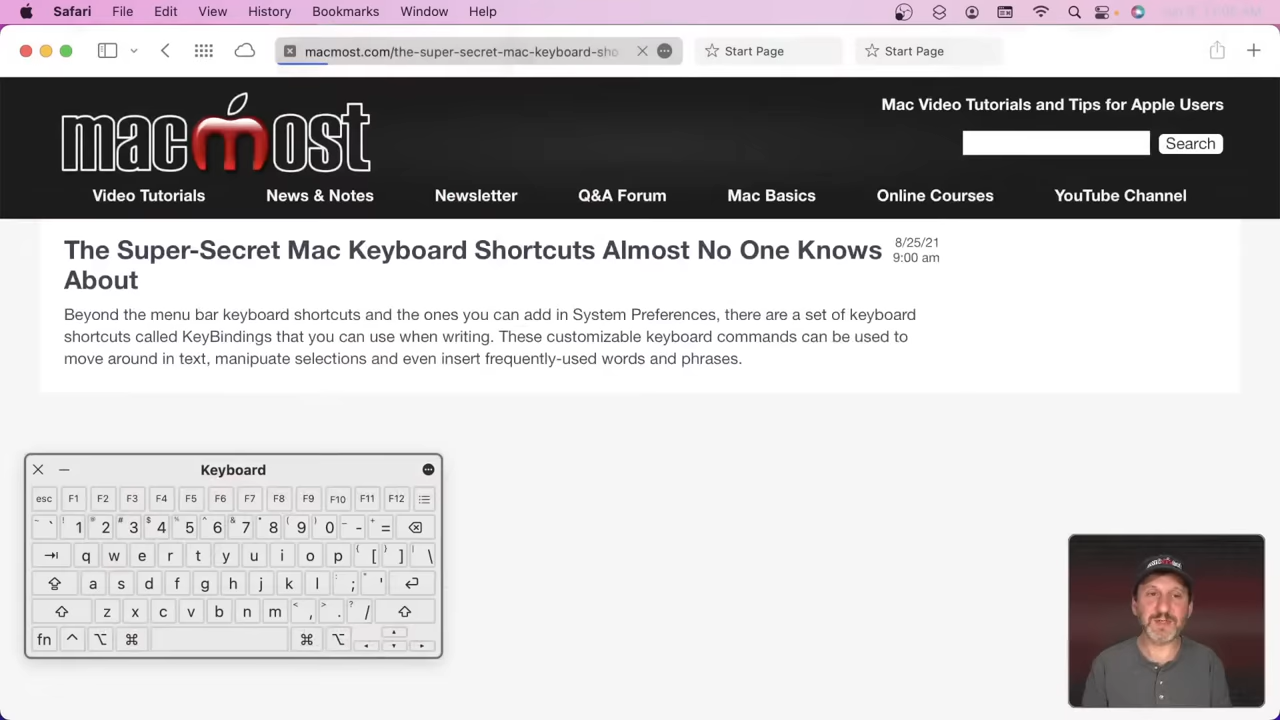 Safari File Edit View History Bookmarks Window Help
macmost.com/the-super-secret-mac-keyboard-sho
Start Page
Start Page
macmost
Mac Video Tutorials and Tips for Apple Users
Search
Video Tutorials News & Notes Newsletter Q&A Forum Mac Basics Online Courses YouTube Channel
The Super-Secret Mac Keyboard Shortcuts Almost No One Knows
About
8/25/21
9:00 am
Beyond the menu bar keyboard shortcuts and the ones you can add in System Preferences, there are a set of keyboard
shortcuts called KeyBindings that you can use when writing. These customizable keyboard commands can be used to
move around in text, manipuate selections and even insert frequently-used words and phrases.
Keyboard
esc F1 F2 F3 F4 F5 F6 F7 F8 F9 F10 F11 F12
~ ` ! 1 @ 2 # 3 $ 4 % 5 ^ 6 & 7 * 8 ( 9 ) 0 _ - + =
q w e r t y u i o p { [ } ] | \
a s d f g h j k l : ; " '
z x c v b n m < , > . ? /
fn ^ ⌥ ⌘ ⌘ ⌥
macmost